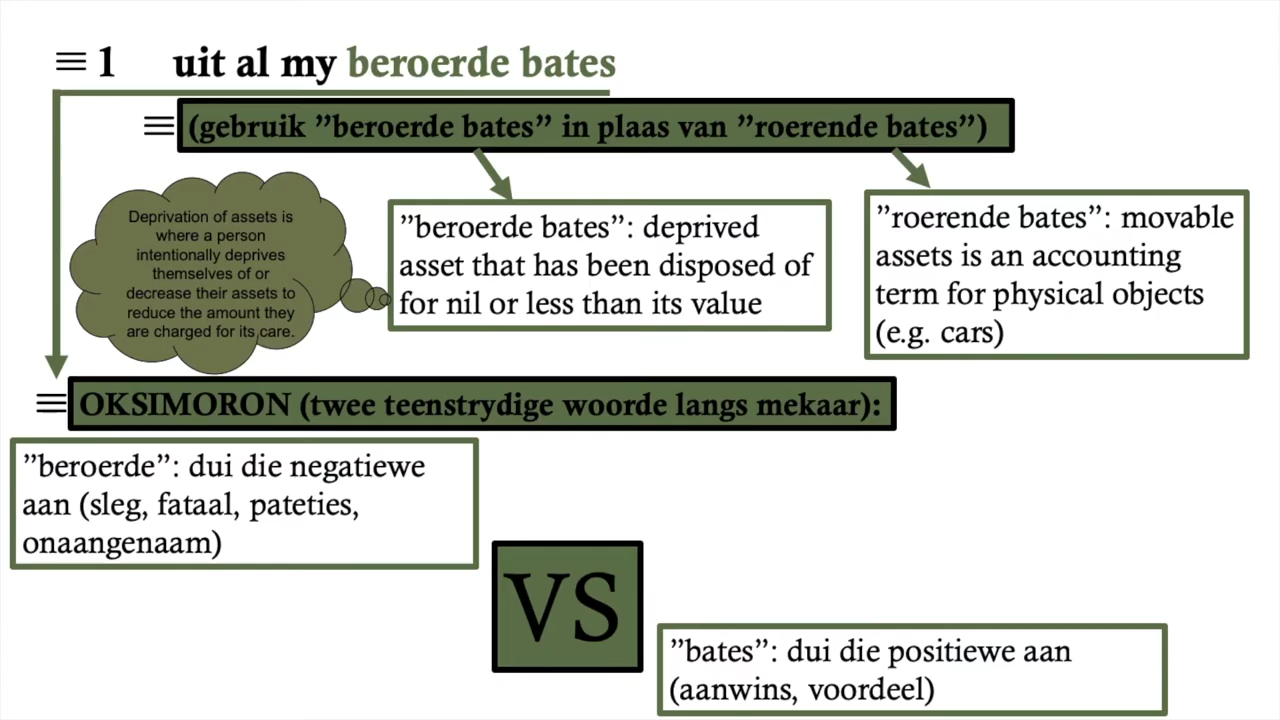 1 uit al my beroerde bates
(gebruik ”beroerde bates” in plaas van ”roerende bates”)
Deprivation of assets is
where a person
intentionally deprives
themselves of or
decrease their assets to
reduce the amount they
are charged for its care.
”beroerde bates”: deprived
asset that has been disposed of
for nil or less than its value
”roerende bates”: movable
assets is an accounting
term for physical objects
(e.g. cars)
OKSIMORON (twee teenstrydige woorde langs mekaar):
”beroerde”: dui die negatiewe
aan (sleg, fataal, pateties,
onaangenaam)
VS
”bates”: dui die positiewe aan
(aanwins, voordeel)